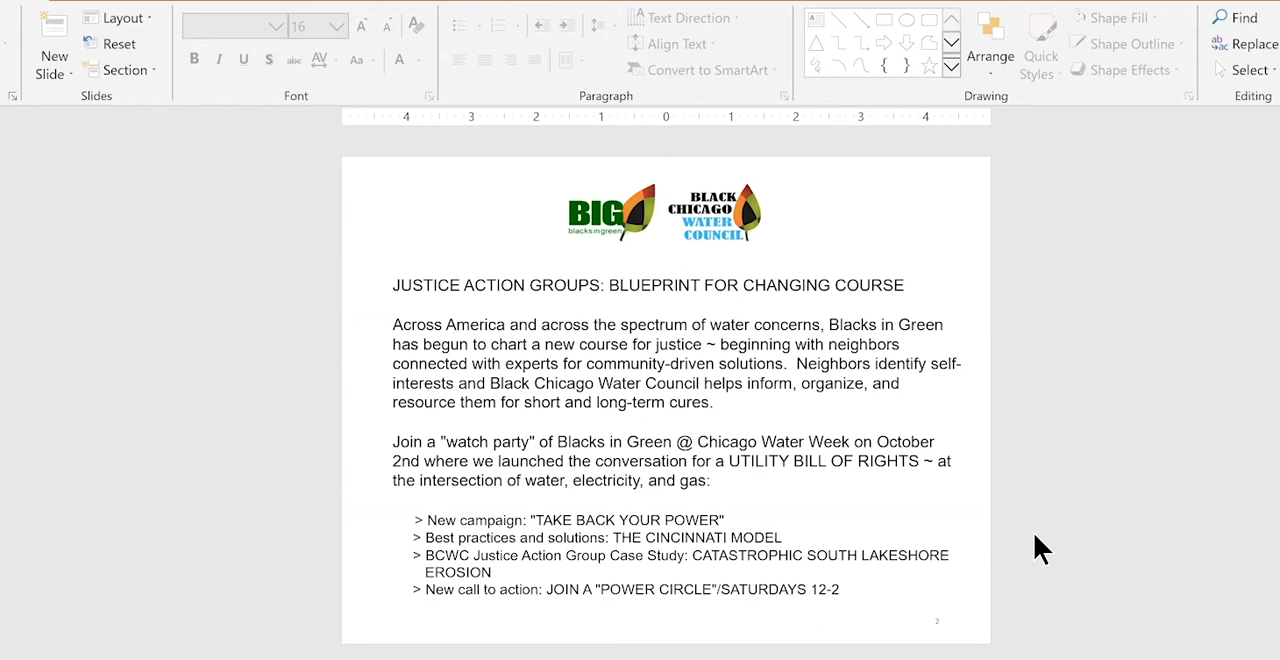 Layout
Reset
Section
New
Slide
Slides
16
B I U S abc AV Aa A
Font
Text Direction
Align Text
Convert to SmartArt
Paragraph
Arrange
Quick
Styles
Shape Fill
Shape Outline
Shape Effects
Drawing
Find
Replace
Select
Editing
4 3 2 1 0 1 2 3 4
BIG
blacksingreen
BLACK
CHICAGO
WATER
COUNCIL
JUSTICE ACTION GROUPS: BLUEPRINT FOR CHANGING COURSE
Across America and across the spectrum of water concerns, Blacks in Green
has begun to chart a new course for justice ~ beginning with neighbors
connected with experts for community-driven solutions.  Neighbors identify self-
interests and Black Chicago Water Council helps inform, organize, and
resource them for short and long-term cures.
Join a "watch party" of Blacks in Green @ Chicago Water Week on October
2nd where we launched the conversation for a UTILITY BILL OF RIGHTS ~ at
the intersection of water, electricity, and gas:
> New campaign: "TAKE BACK YOUR POWER"
> Best practices and solutions: THE CINCINNATI MODEL
> BCWC Justice Action Group Case Study: CATASTROPHIC SOUTH LAKESHORE
EROSION
> New call to action: JOIN A "POWER CIRCLE"/SATURDAYS 12-2
2